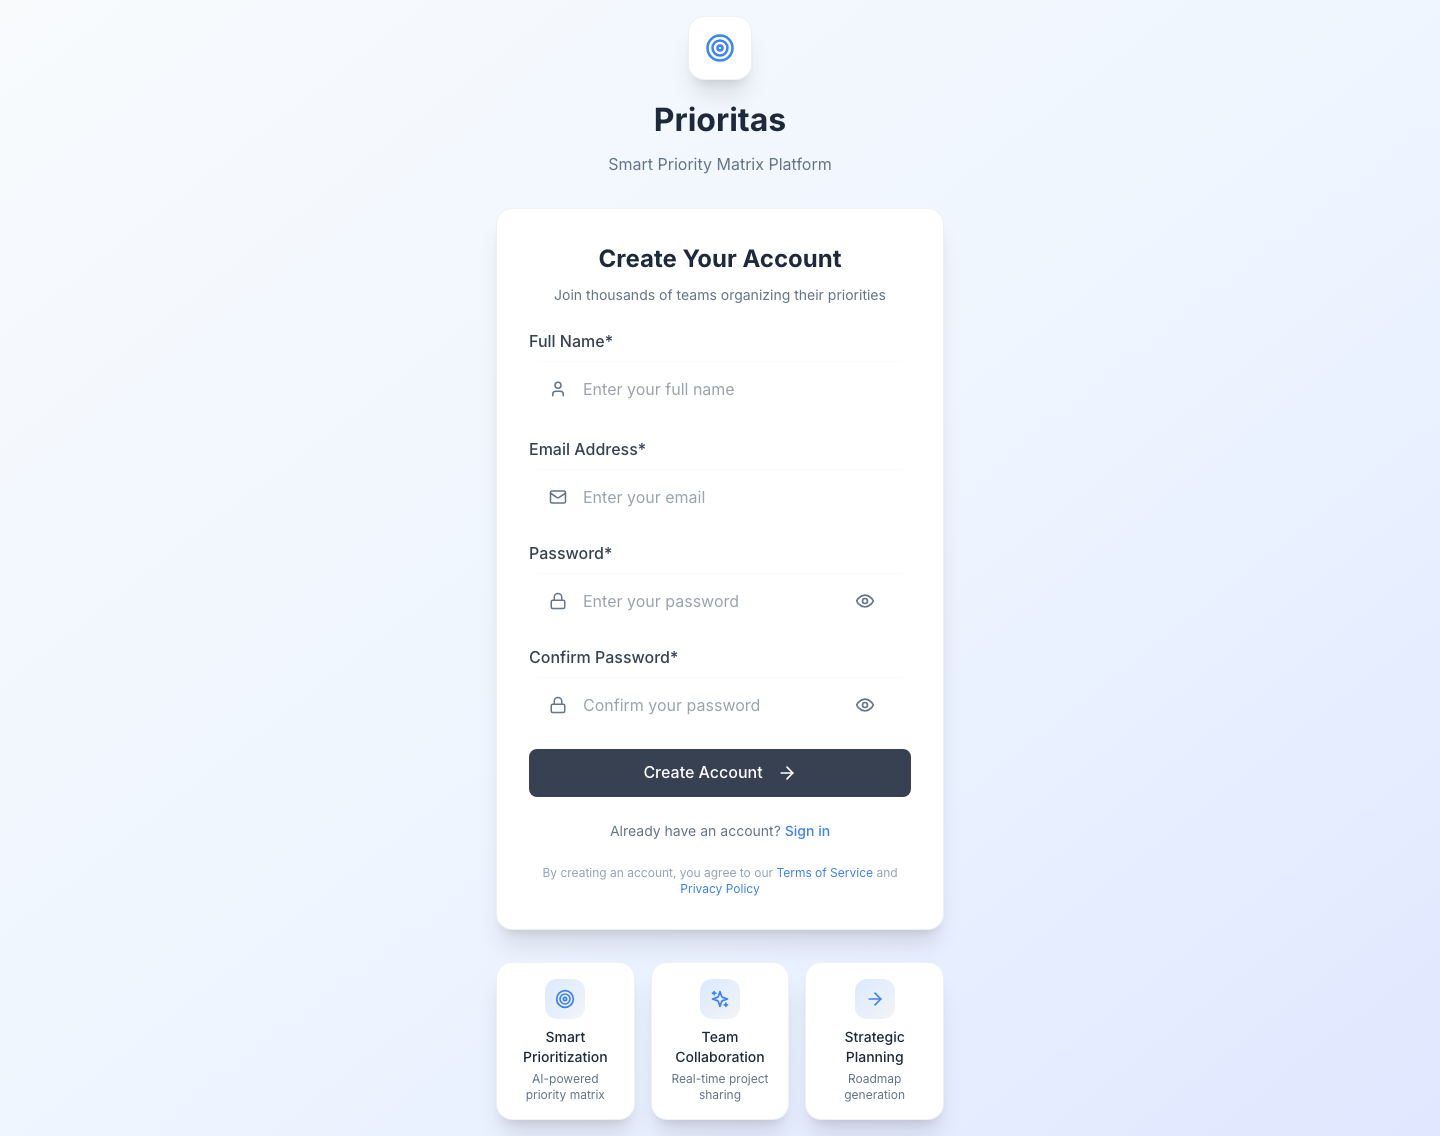 Prioritas
Smart Priority Matrix Platform
Create Your Account
Join thousands of teams organizing their priorities
Full Name*
Enter your full name
Email Address*
Enter your email
Password*
Enter your password
Confirm Password*
Confirm your password
Create Account
Already have an account? Sign in
By creating an account, you agree to our Terms of Service and
Privacy Policy
Smart
Prioritization
AI-powered
priority matrix
Team
Collaboration
Real-time project
sharing
Strategic
Planning
Roadmap
generation